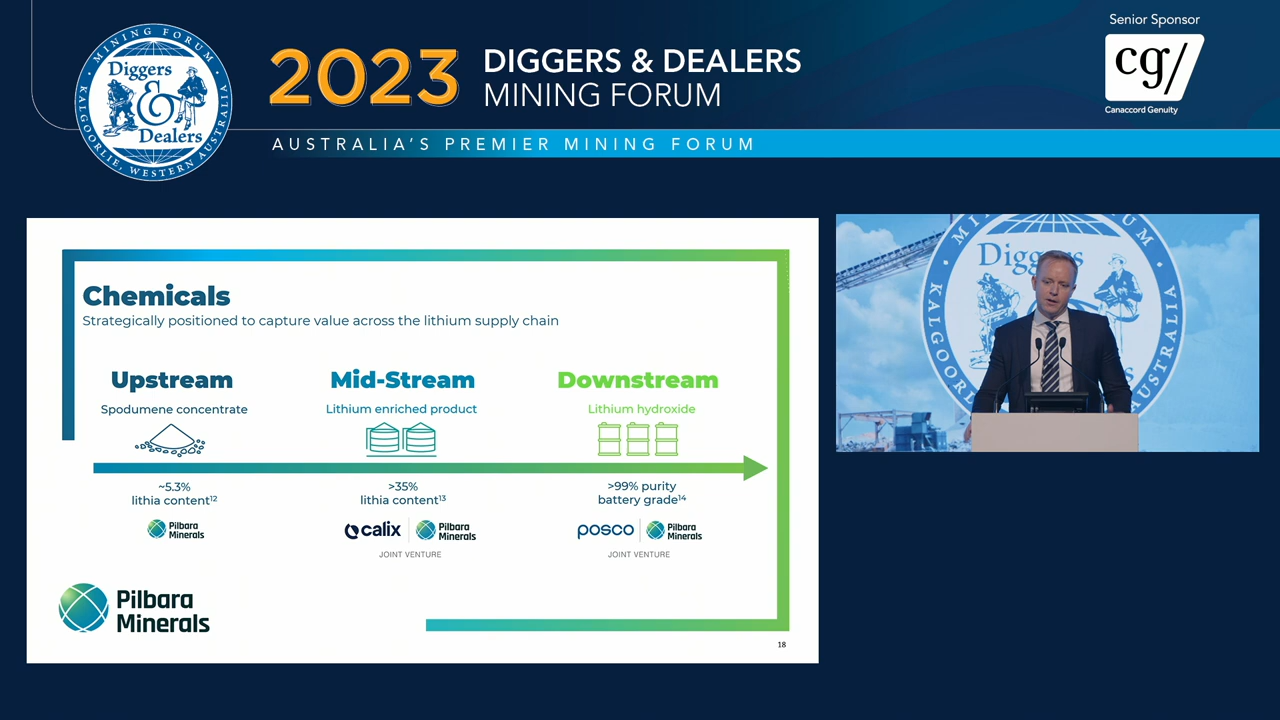 MINING FORUM
Diggers
&
Dealers
KALGOORLIE, WESTERN AUSTRALIA
2023
DIGGERS & DEALERS
MINING FORUM
AUSTRALIA'S PREMIER MINING FORUM
Senior Sponsor
cg/
Canaccord Genuity
Chemicals
Strategically positioned to capture value across the lithium supply chain
Upstream
Mid-Stream
Downstream
Spodumene concentrate
Lithium enriched product
Lithium hydroxide
~5.3%
lithia content¹²
>35%
lithia content¹³
>99% purity
battery grade¹⁴
Pilbara
Minerals
calix
Pilbara
Minerals
JOINT VENTURE
posco
Pilbara
Minerals
JOINT VENTURE
Pilbara
Minerals
18
Diggers
KALGOORLIE
AUSTRALIA